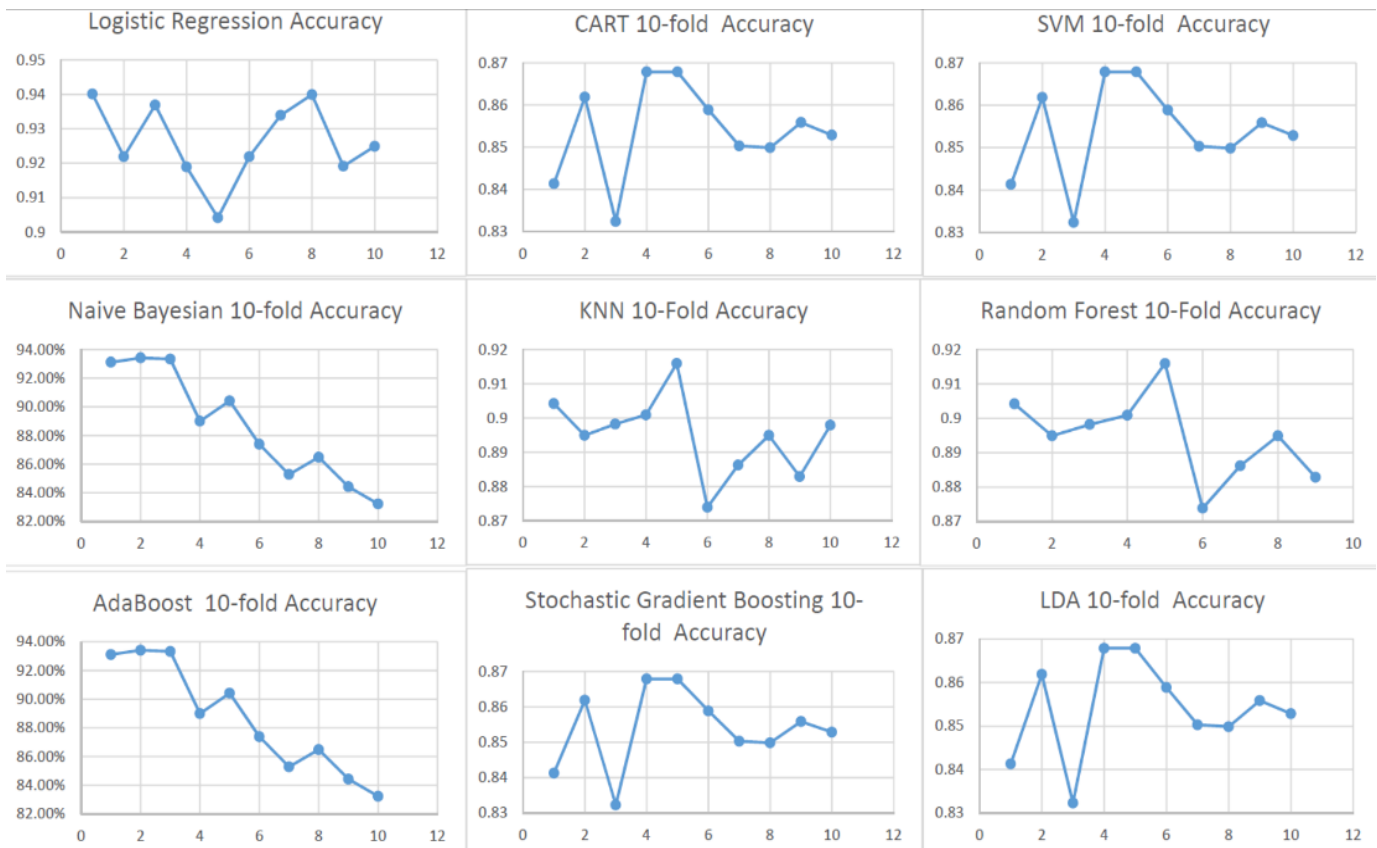 Logistic Regression Accuracy
0.95
0.94
0.93
0.92
0.91
0.9
0 2 4 6 8 10 12
CART 10-fold Accuracy
0.87
0.86
0.85
0.84
0.83
0 2 4 6 8 10 12
SVM 10-fold Accuracy
0.87
0.86
0.85
0.84
0.83
0 2 4 6 8 10 12
Naive Bayesian 10-fold Accuracy
94.00%
92.00%
90.00%
88.00%
86.00%
84.00%
82.00%
0 2 4 6 8 10 12
KNN 10-Fold Accuracy
0.92
0.91
0.9
0.89
0.88
0.87
0 2 4 6 8 10 12
Random Forest 10-Fold Accuracy
0.92
0.91
0.9
0.89
0.88
0.87
0 2 4 6 8 10
AdaBoost 10-fold Accuracy
94.00%
92.00%
90.00%
88.00%
86.00%
84.00%
82.00%
0 2 4 6 8 10 12
Stochastic Gradient Boosting 10-
fold Accuracy
0.87
0.86
0.85
0.84
0.83
0 2 4 6 8 10 12
LDA 10-fold Accuracy
0.87
0.86
0.85
0.84
0.83
0 2 4 6 8 10 12